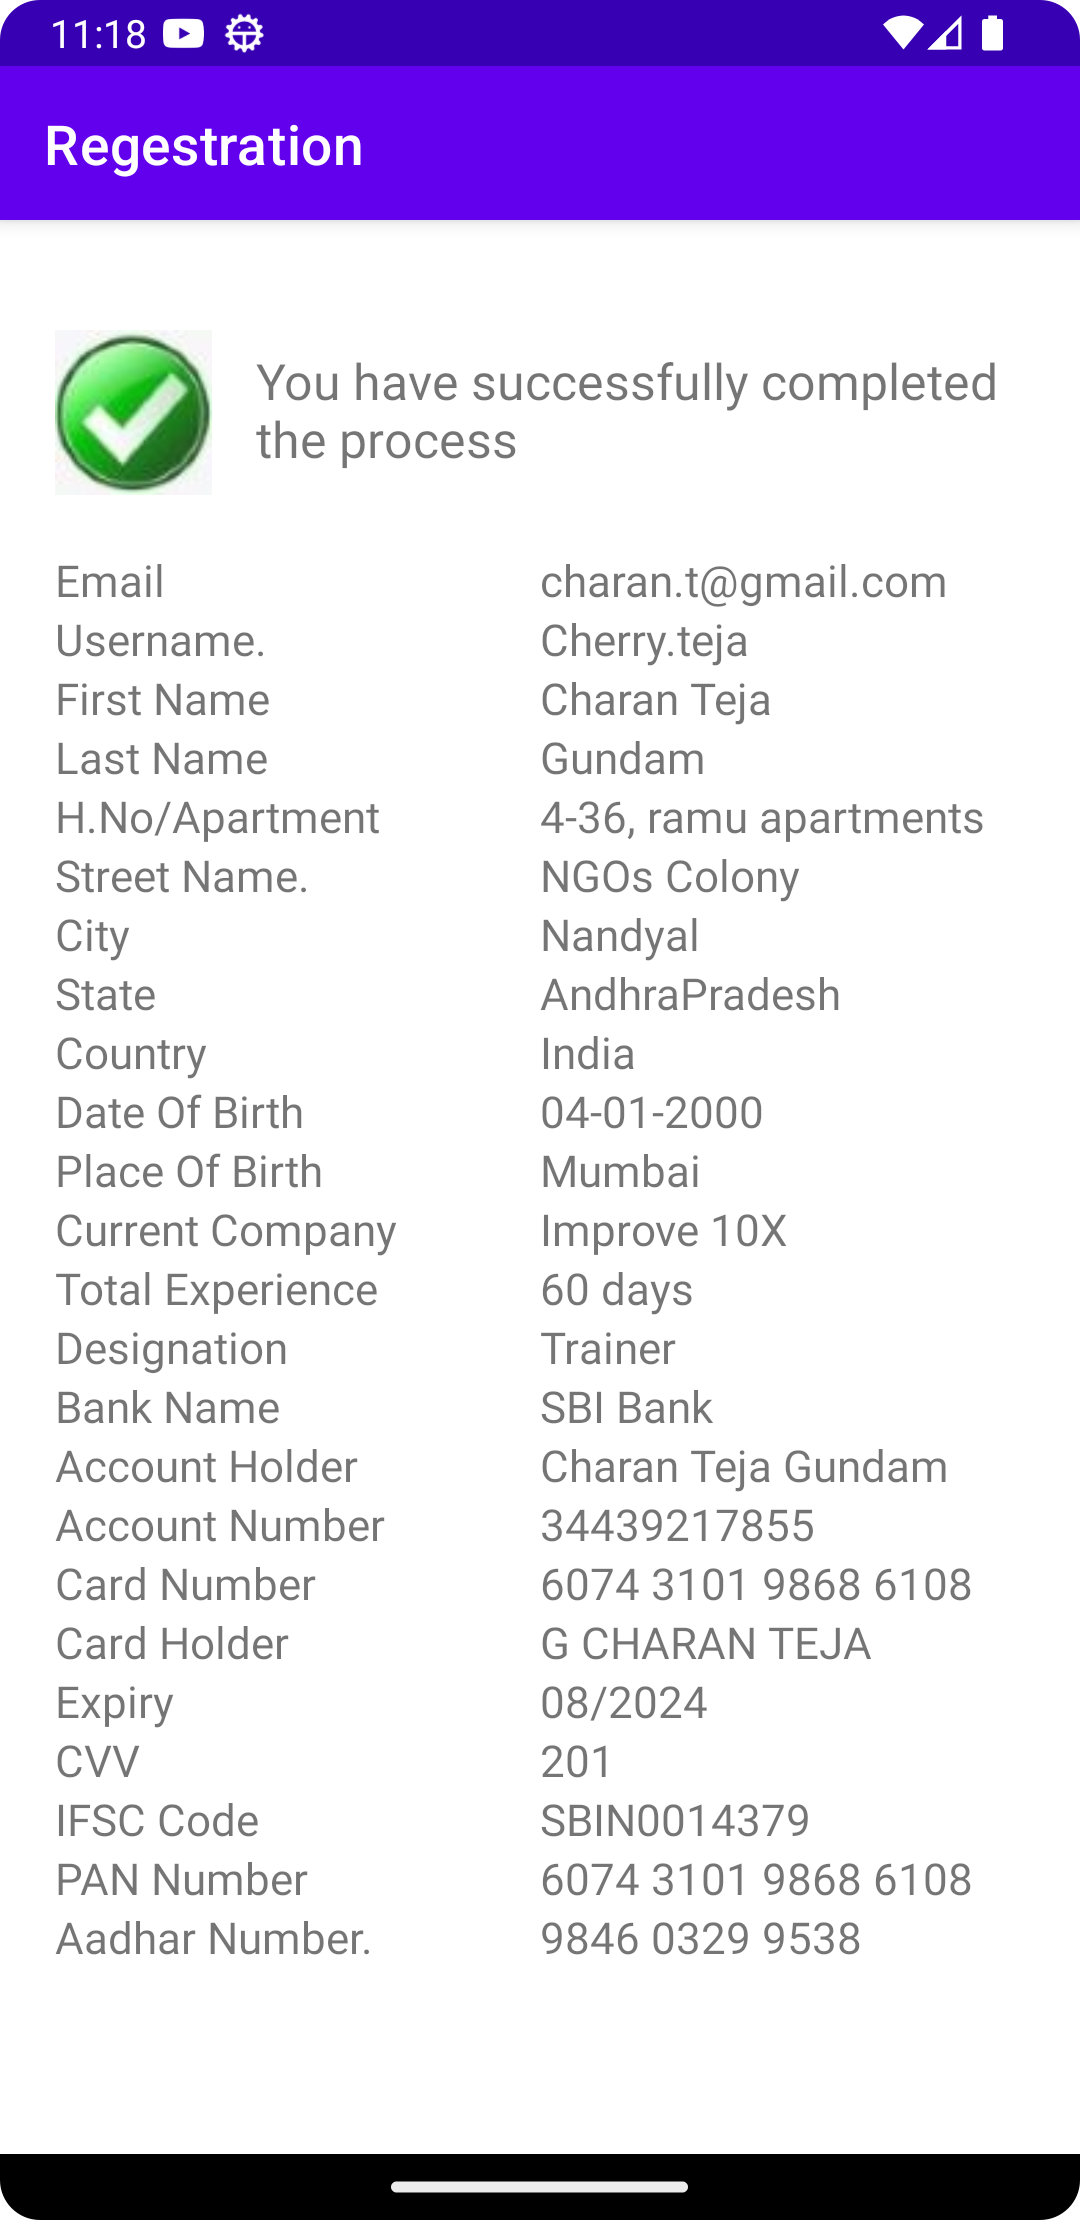 11:18
Regestration
You have successfully completed
the process
Email charan.t@gmail.com
Username. Cherry.teja
First Name Charan Teja
Last Name Gundam
H.No/Apartment 4-36, ramu apartments
Street Name. NGOs Colony
City Nandyal
State AndhraPradesh
Country India
Date Of Birth 04-01-2000
Place Of Birth Mumbai
Current Company Improve 10X
Total Experience 60 days
Designation Trainer
Bank Name SBI Bank
Account Holder Charan Teja Gundam
Account Number 34439217855
Card Number 6074 3101 9868 6108
Card Holder G CHARAN TEJA
Expiry 08/2024
CVV 201
IFSC Code SBIN0014379
PAN Number 6074 3101 9868 6108
Aadhar Number. 9846 0329 9538